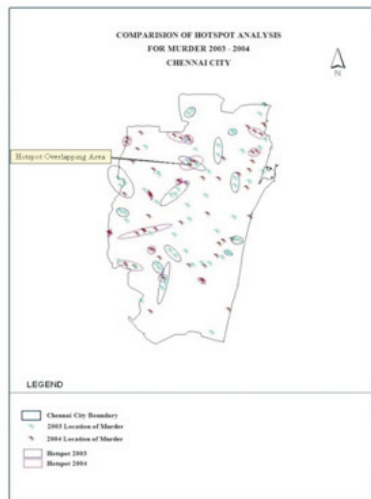 COMPARISION OF HOTSPOT ANALYSIS
FOR MURDER 2003 - 2004
CHENNAI CITY
N
Hotspot Overlapping Area
LEGEND
Chennai City Boundary
2003 Location of Murder
2004 Location of Murder
Hotspot 2003
Hotspot 2004